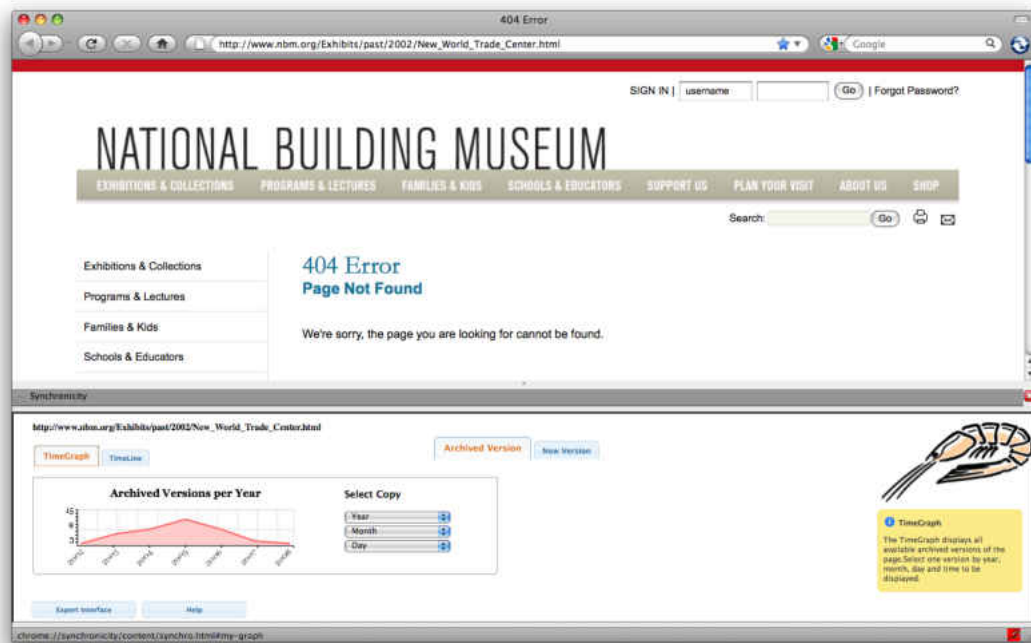 404 Error
http://www.nbm.org/Exhibits/past/2002/New_World_Trade_Center.html
Google
SIGN IN | username Go | Forgot Password?
NATIONAL BUILDING MUSEUM
EXHIBITIONS & COLLECTIONS PROGRAMS & LECTURES FAMILIES & KIDS SCHOOLS & EDUCATORS SUPPORT US PLAN YOUR VISIT ABOUT US SHOP
Search: Go
Exhibitions & Collections
Programs & Lectures
Families & Kids
Schools & Educators
404 Error
Page Not Found
We're sorry, the page you are looking for cannot be found.
Synchronicity
http://www.nbm.org/Exhibits/past/2002/New_World_Trade_Center.html
TimeGraph TimeLine
Archived Version New Version
Archived Versions per Year
Select Copy
Year
Month
Day
TimeGraph
The TimeGraph displays all
available archived versions of the
page.Select one version by year,
month, day and time to be
displayed.
Export Interface Help
chrome://synchronicity/content/synchro.html#my-graph